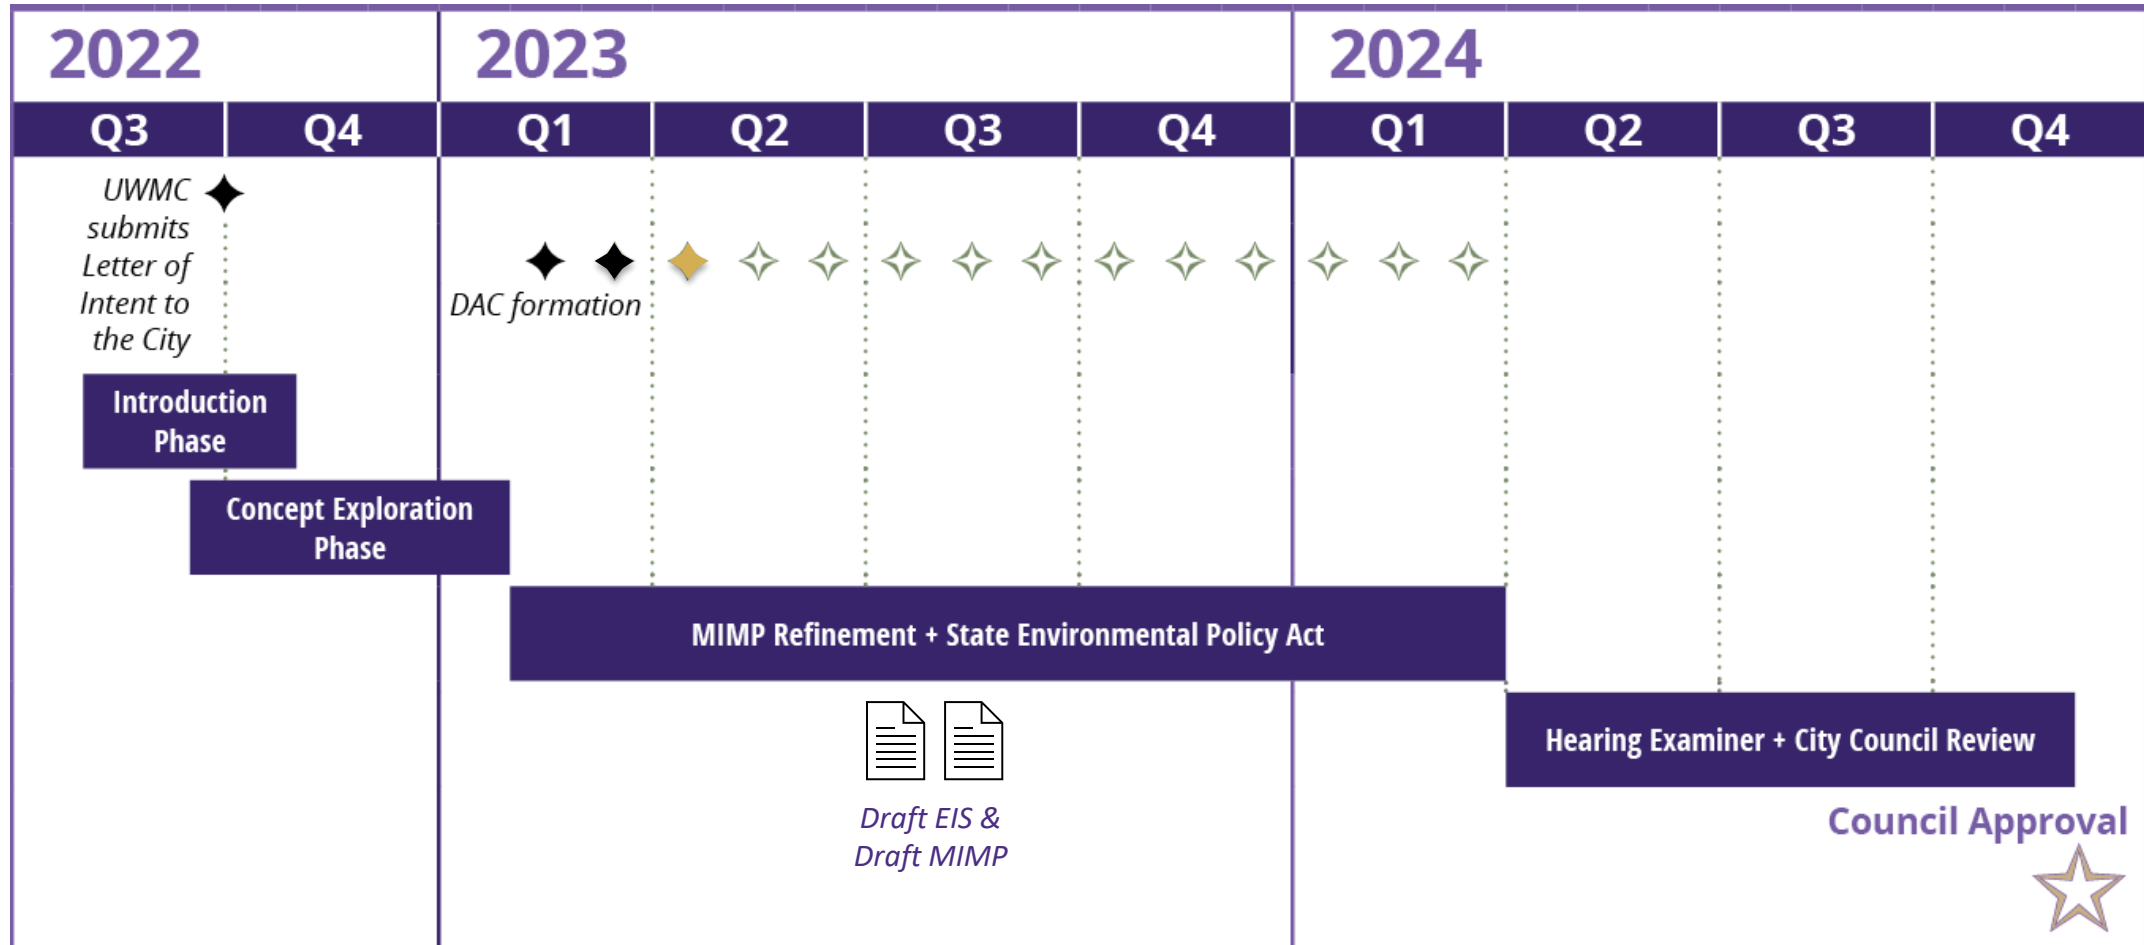 2022
2023
2024
Q3
Q4
Q1
Q2
Q3
Q4
Q1
Q2
Q3
Q4
UWMC
submits
Letter of
Intent to
the City
DAC formation
Introduction
Phase
Concept Exploration
Phase
MIMP Refinement + State Environmental Policy Act
Hearing Examiner + City Council Review
Draft EIS &
Draft MIMP
Council Approval